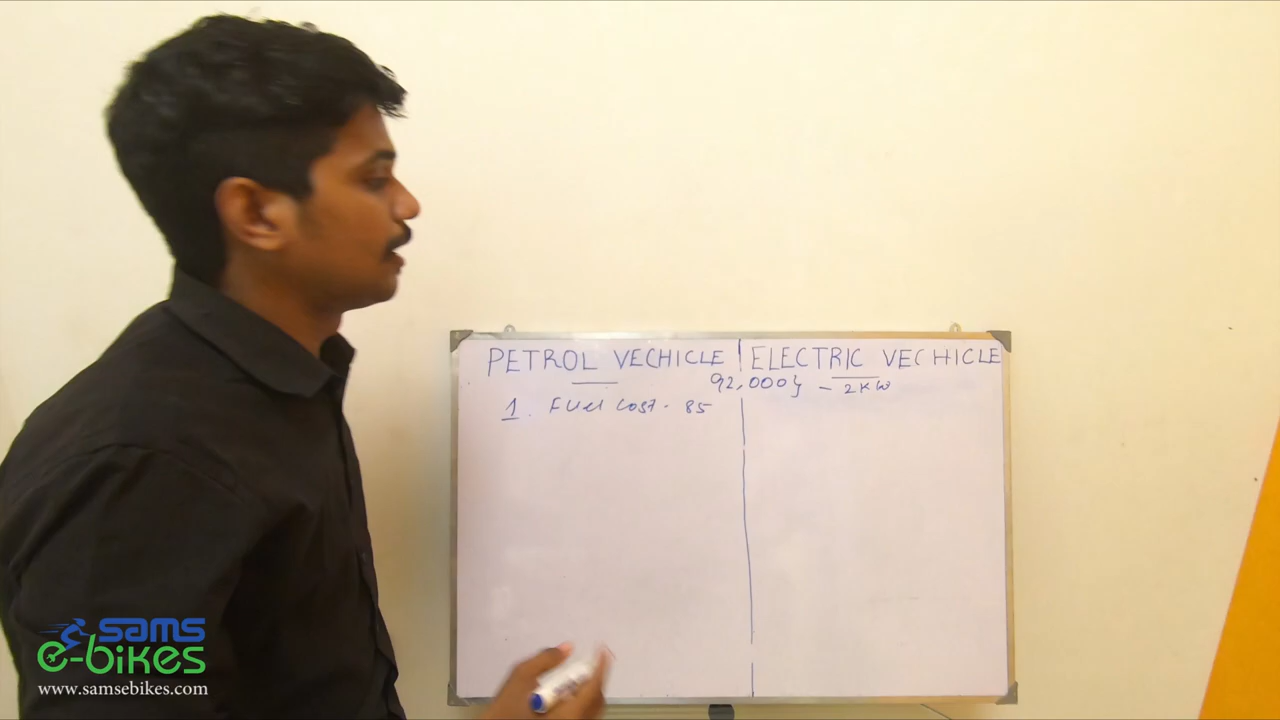 PETROL VECHICLE | ELECTRIC VECHICLE
92,000} - 2KW
1. Fuel Cost - 85
SAMS
e-bikes
www.samsebikes.com